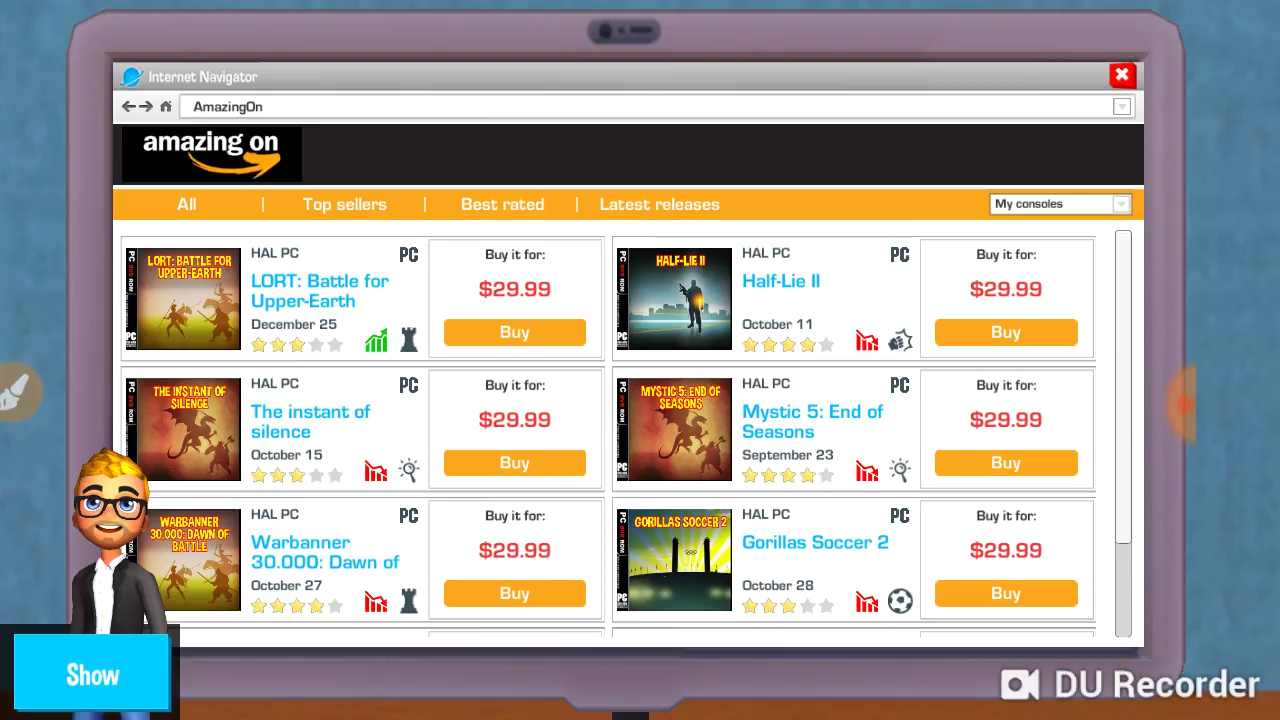 Internet Navigator
AmazingOn
amazing on
All | Top sellers | Best rated | Latest releases
My consoles
LORT: BATTLE FOR
UPPER-EARTH
HAL PC
PC
LORT: Battle for
Upper-Earth
December 25
Buy it for:
$29.99
Buy
HALF-LIE II
HAL PC
PC
Half-Lie II
October 11
Buy it for:
$29.99
Buy
THE INSTANT OF
SILENCE
HAL PC
PC
The instant of
silence
October 15
Buy it for:
$29.99
Buy
MYSTIC 5: END OF
SEASONS
HAL PC
PC
Mystic 5: End of
Seasons
September 23
Buy it for:
$29.99
Buy
WARBANNER
30.000: DAWN OF
BATTLE
HAL PC
PC
Warbanner
30.000: Dawn of
October 27
Buy it for:
$29.99
Buy
GORILLAS SOCCER 2
HAL PC
PC
Gorillas Soccer 2
October 28
Buy it for:
$29.99
Buy
Show
DU Recorder